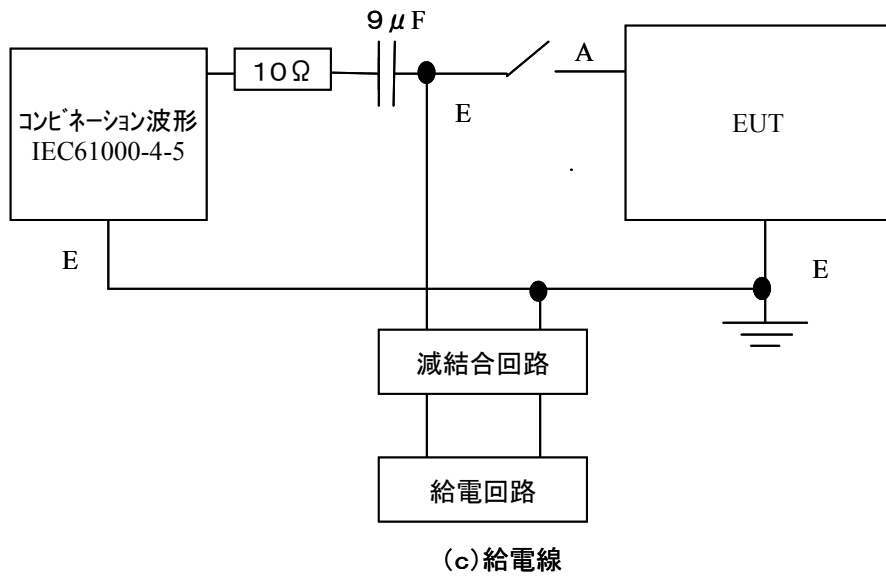 9μF
10Ω
A
コンビネーション波形
IEC61000-4-5
EUT
E
E
E
減結合回路
給電回路
(c)給電線